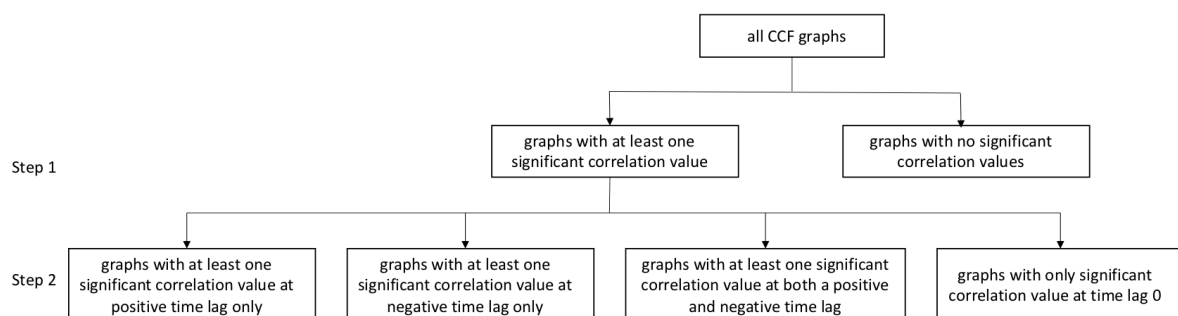 all CCF graphs
graphs with at least one
significant correlation value
graphs with no significant
correlation values
Step 1
graphs with at least one
significant correlation value at
positive time lag only
graphs with at least one
significant correlation value at
negative time lag only
graphs with at least one significant
correlation value at both a positive
and negative time lag
graphs with only significant
correlation value at time lag 0
Step 2